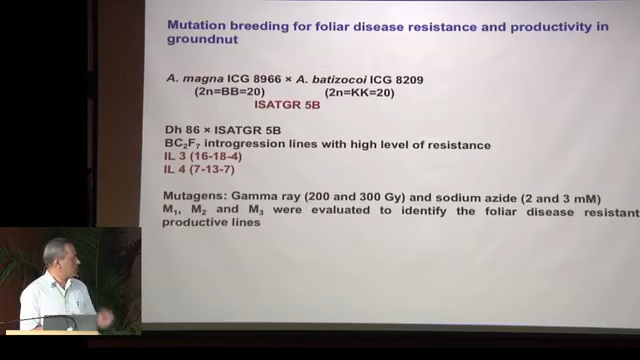 Mutation breeding for foliar disease resistance and productivity in
groundnut
A. magna ICG 8966 × A. batizocoi ICG 8209
(2n=BB=20) (2n=KK=20)
ISATGR 5B
Dh 86 × ISATGR 5B
BC2F7 introgression lines with high level of resistance
IL 3 (16-18-4)
IL 4 (7-13-7)
Mutagens: Gamma ray (200 and 300 Gy) and sodium azide (2 and 3 mM)
M1, M2 and M3 were evaluated to identify the foliar disease resistant
productive lines